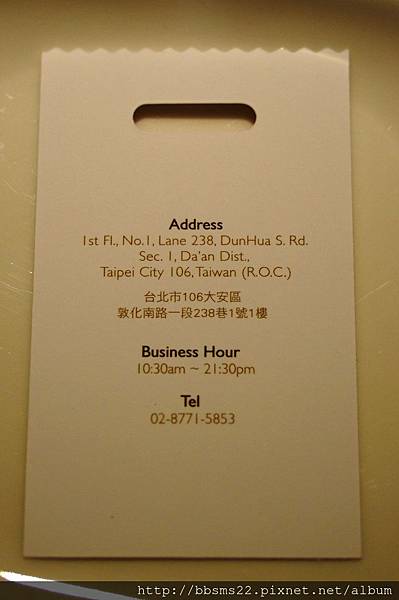 Address
1st Fl., No.1, Lane 238, DunHua S. Rd.
Sec. 1, Da'an Dist.,
Taipei City 106, Taiwan (R.O.C.)
台北市106大安區
敦化南路一段238巷1號1樓
Business Hour
10:30am ~ 21:30pm
Tel
02-8771-5853
http://bbsms22.pixnet.net/album